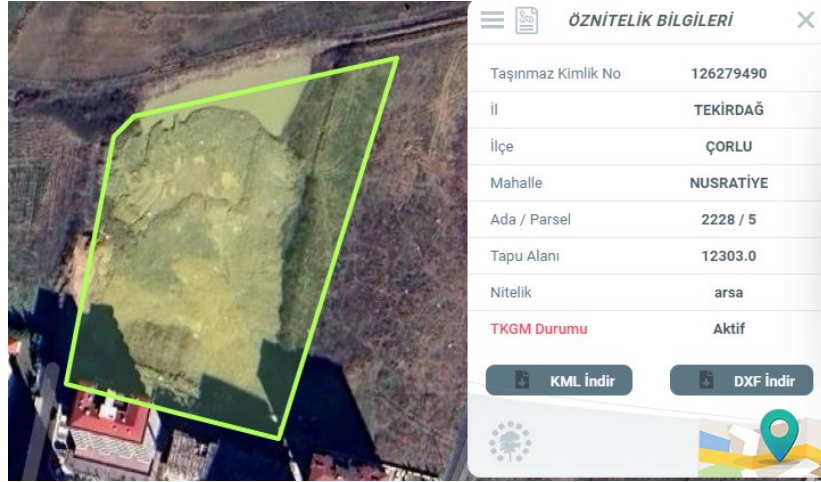 ÖZNİTELİK BİLGİLERİ
Taşınmaz Kimlik No 126279490
İl TEKİRDAĞ
İlçe ÇORLU
Mahalle NUSRATİYE
Ada / Parsel 2228 / 5
Tapu Alanı 12303.0
Nitelik arsa
TKGM Durumu Aktif
KML İndir DXF İndir